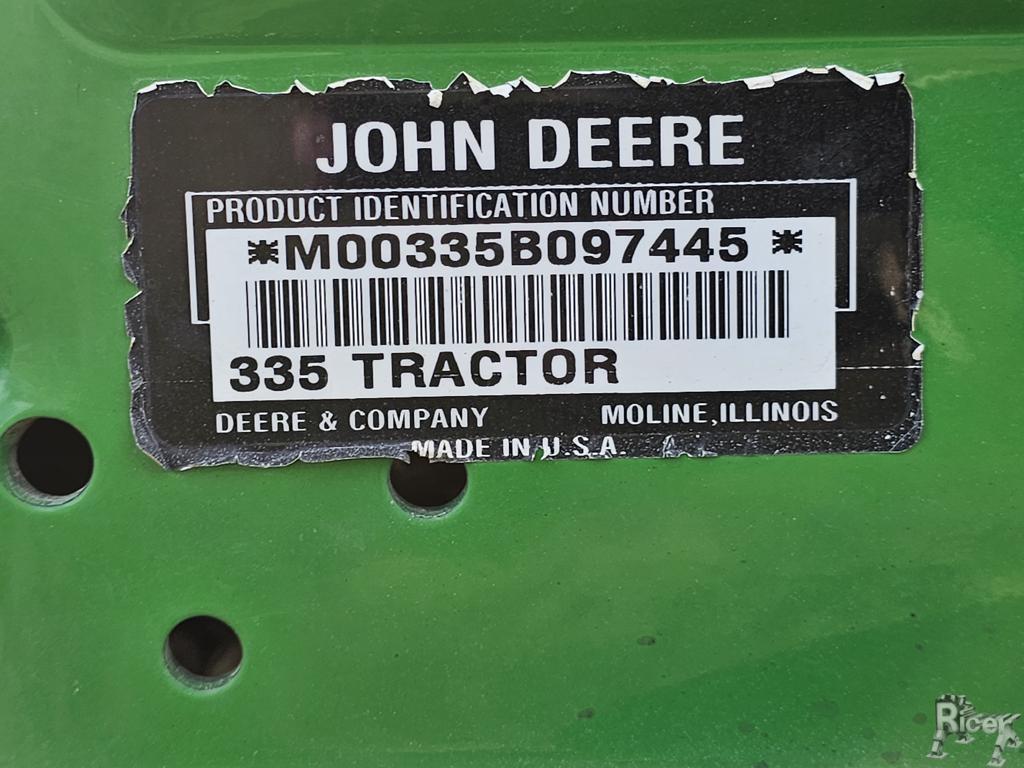 JOHN DEERE
PRODUCT IDENTIFICATION NUMBER
*M00335B097445*
335 TRACTOR
DEERE & COMPANY MOLINE, ILLINOIS
MADE IN U.S.A.
Ricer